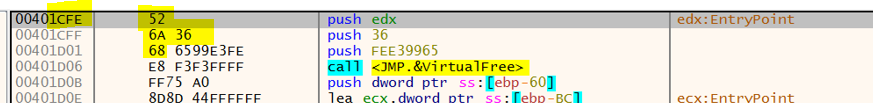 00401CFE 52 push edx edx:EntryPoint
00401CFF 6A 36 push 36
00401D01 68 6599E3FE push FEE39965
00401D06 E8 F3F3FFFF call <JMP.&VirtualFree>
00401D0B FF75 A0 push dword ptr ss:[ebp-60]
00401D0E 8D8D 44FFFFFF lea ecx,dword ptr ss:[ebp-BC] ecx:EntryPoint